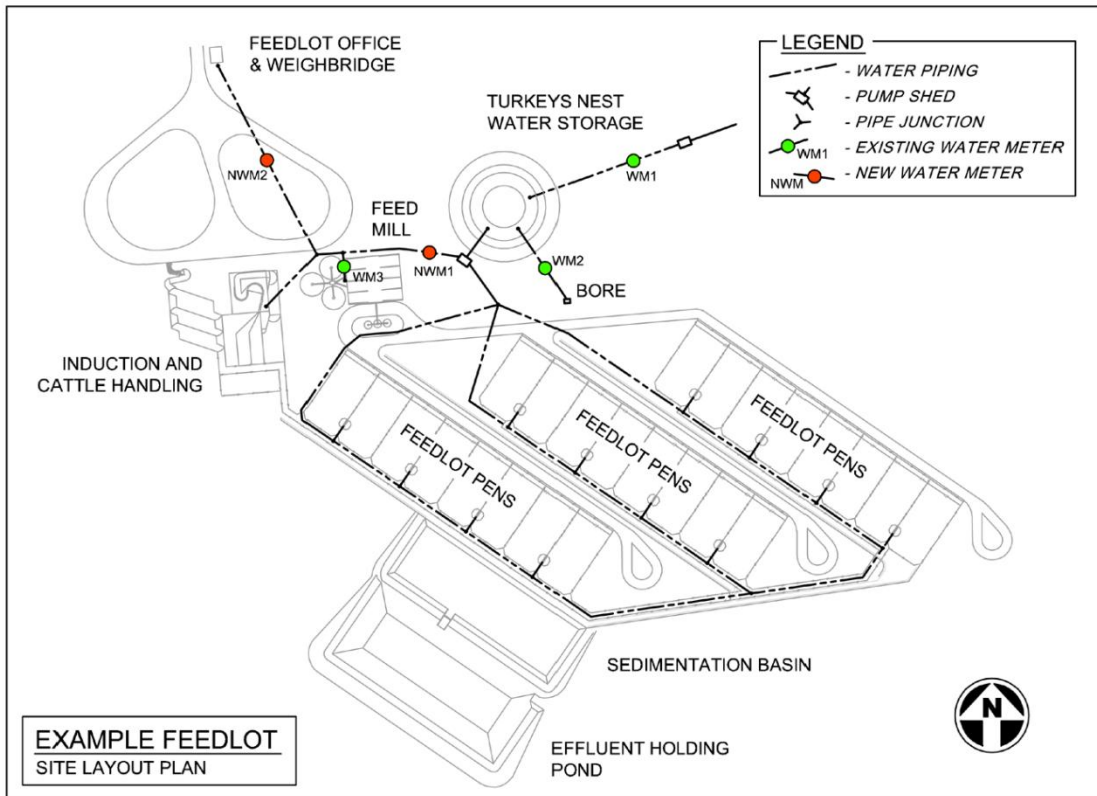 FEEDLOT OFFICE
& WEIGHBRIDGE
TURKEYS NEST
WATER STORAGE
LEGEND
- WATER PIPING
- PUMP SHED
- PIPE JUNCTION
- EXISTING WATER METER
WM1
- NEW WATER METER
NWM
NWM2
WM1
FEED
MILL
WM3
NWM1
WM2
BORE
INDUCTION AND
CATTLE HANDLING
FEEDLOT PENS
FEEDLOT PENS
FEEDLOT PENS
SEDIMENTATION BASIN
EFFLUENT HOLDING
POND
N
EXAMPLE FEEDLOT
SITE LAYOUT PLAN